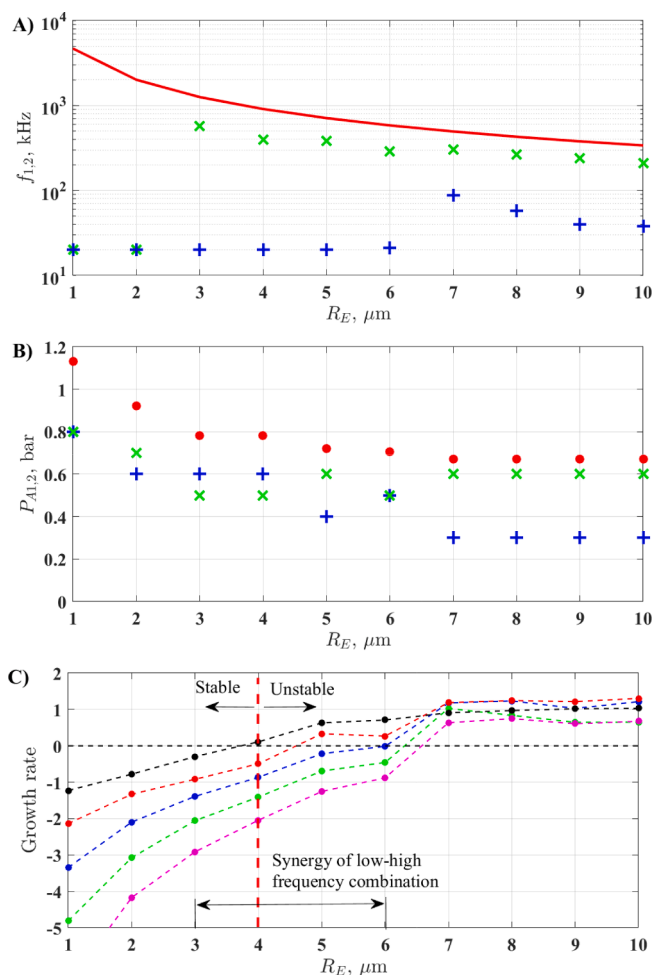 A)
10^4
10^3
10^2
10^1
f_{1,2}, kHz
1 2 3 4 5 6 7 8 9 10
R_E, μm
B)
1.2
1
0.8
0.6
0.4
0.2
0
P_{A1,2}, bar
1 2 3 4 5 6 7 8 9 10
R_E, μm
C)
2
1
0
-1
-2
-3
-4
-5
Growth rate
Stable Unstable
Synergy of low-high
frequency combination
1 2 3 4 5 6 7 8 9 10
R_E, μm